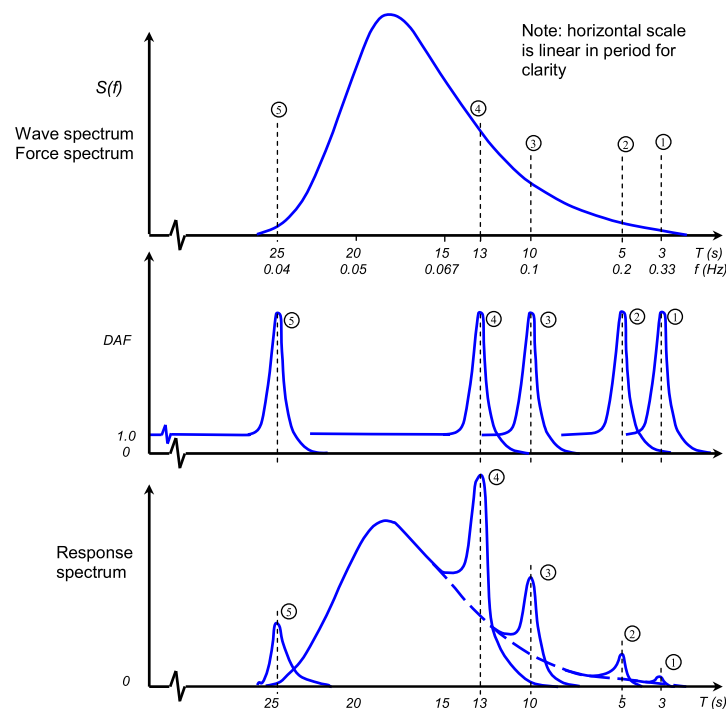 Note: horizontal scale
is linear in period for
clarity
S(f)
Wave spectrum
Force spectrum
⑤
④
③
②
①
25 20 15 13 10 5 3 T (s)
0.04 0.05 0.067 0.1 0.2 0.33 f (Hz)
DAF
⑤ ④ ③ ② ①
1.0
0
④
Response
spectrum
③
⑤
②
①
0
25 20 15 13 10 5 3 T (s)